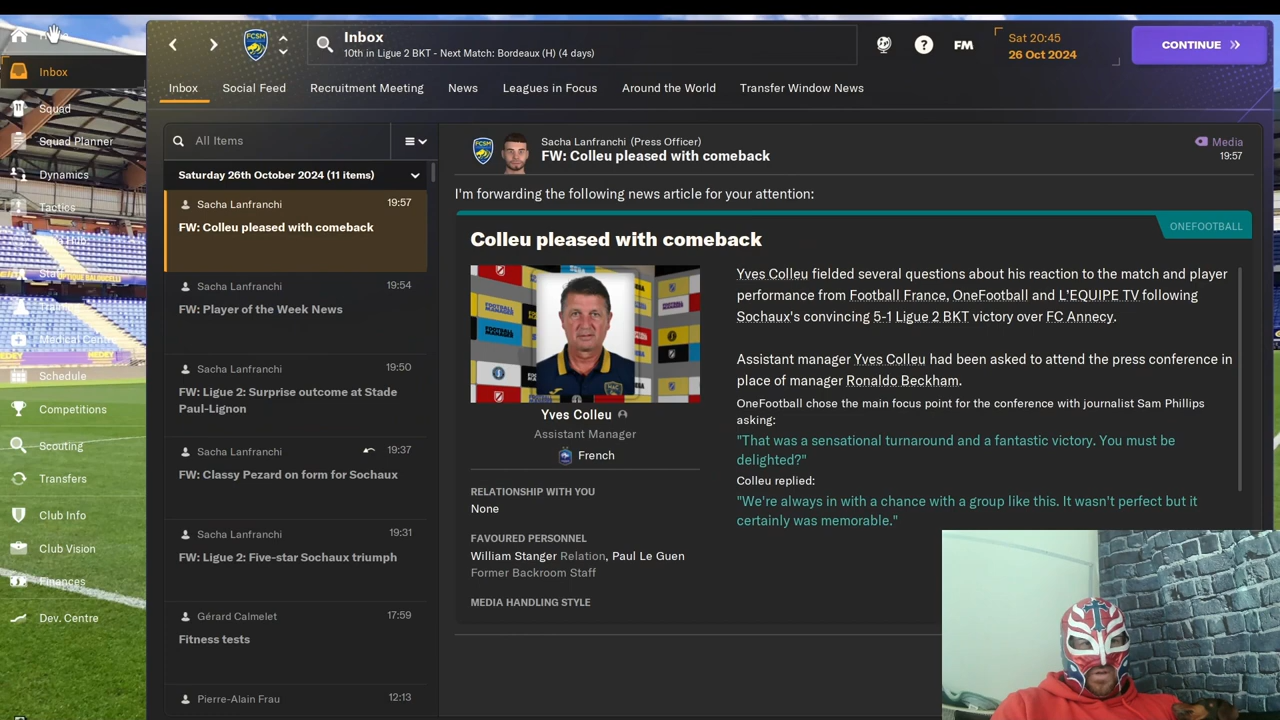 Inbox
Squad
Squad Planner
Dynamics
Tactics
Staff
Medical Centre
Schedule
Competitions
Scouting
Transfers
Club Info
Club Vision
Finances
Dev. Centre
FCSM
Inbox
10th in Ligue 2 BKT - Next Match: Bordeaux (H) (4 days)
?
FM
Sat 20:45
26 Oct 2024
CONTINUE
Inbox
Social Feed
Recruitment Meeting
News
Leagues in Focus
Around the World
Transfer Window News
All Items
Saturday 26th October 2024 (11 items)
Sacha Lanfranchi 19:57
FW: Colleu pleased with comeback
Sacha Lanfranchi 19:54
FW: Player of the Week News
Sacha Lanfranchi 19:50
FW: Ligue 2: Surprise outcome at Stade
Paul-Lignon
Sacha Lanfranchi 19:37
FW: Classy Pezard on form for Sochaux
Sacha Lanfranchi 19:31
FW: Ligue 2: Five-star Sochaux triumph
Gérard Calmelet 17:59
Fitness tests
Pierre-Alain Frau 12:13
Sacha Lanfranchi (Press Officer)
FW: Colleu pleased with comeback
Media
19:57
I'm forwarding the following news article for your attention:
ONEFOOTBALL
Colleu pleased with comeback
Yves Colleu
Assistant Manager
French
RELATIONSHIP WITH YOU
None
FAVOURED PERSONNEL
William Stanger Relation, Paul Le Guen
Former Backroom Staff
MEDIA HANDLING STYLE
Yves Colleu fielded several questions about his reaction to the match and player
performance from Football France, OneFootball and L'EQUIPE TV following
Sochaux's convincing 5-1 Ligue 2 BKT victory over FC Annecy.
Assistant manager Yves Colleu had been asked to attend the press conference in
place of manager Ronaldo Beckham.
OneFootball chose the main focus point for the conference with journalist Sam Phillips
asking:
"That was a sensational turnaround and a fantastic victory. You must be
delighted?"
Colleu replied:
"We're always in with a chance with a group like this. It wasn't perfect but it
certainly was memorable."